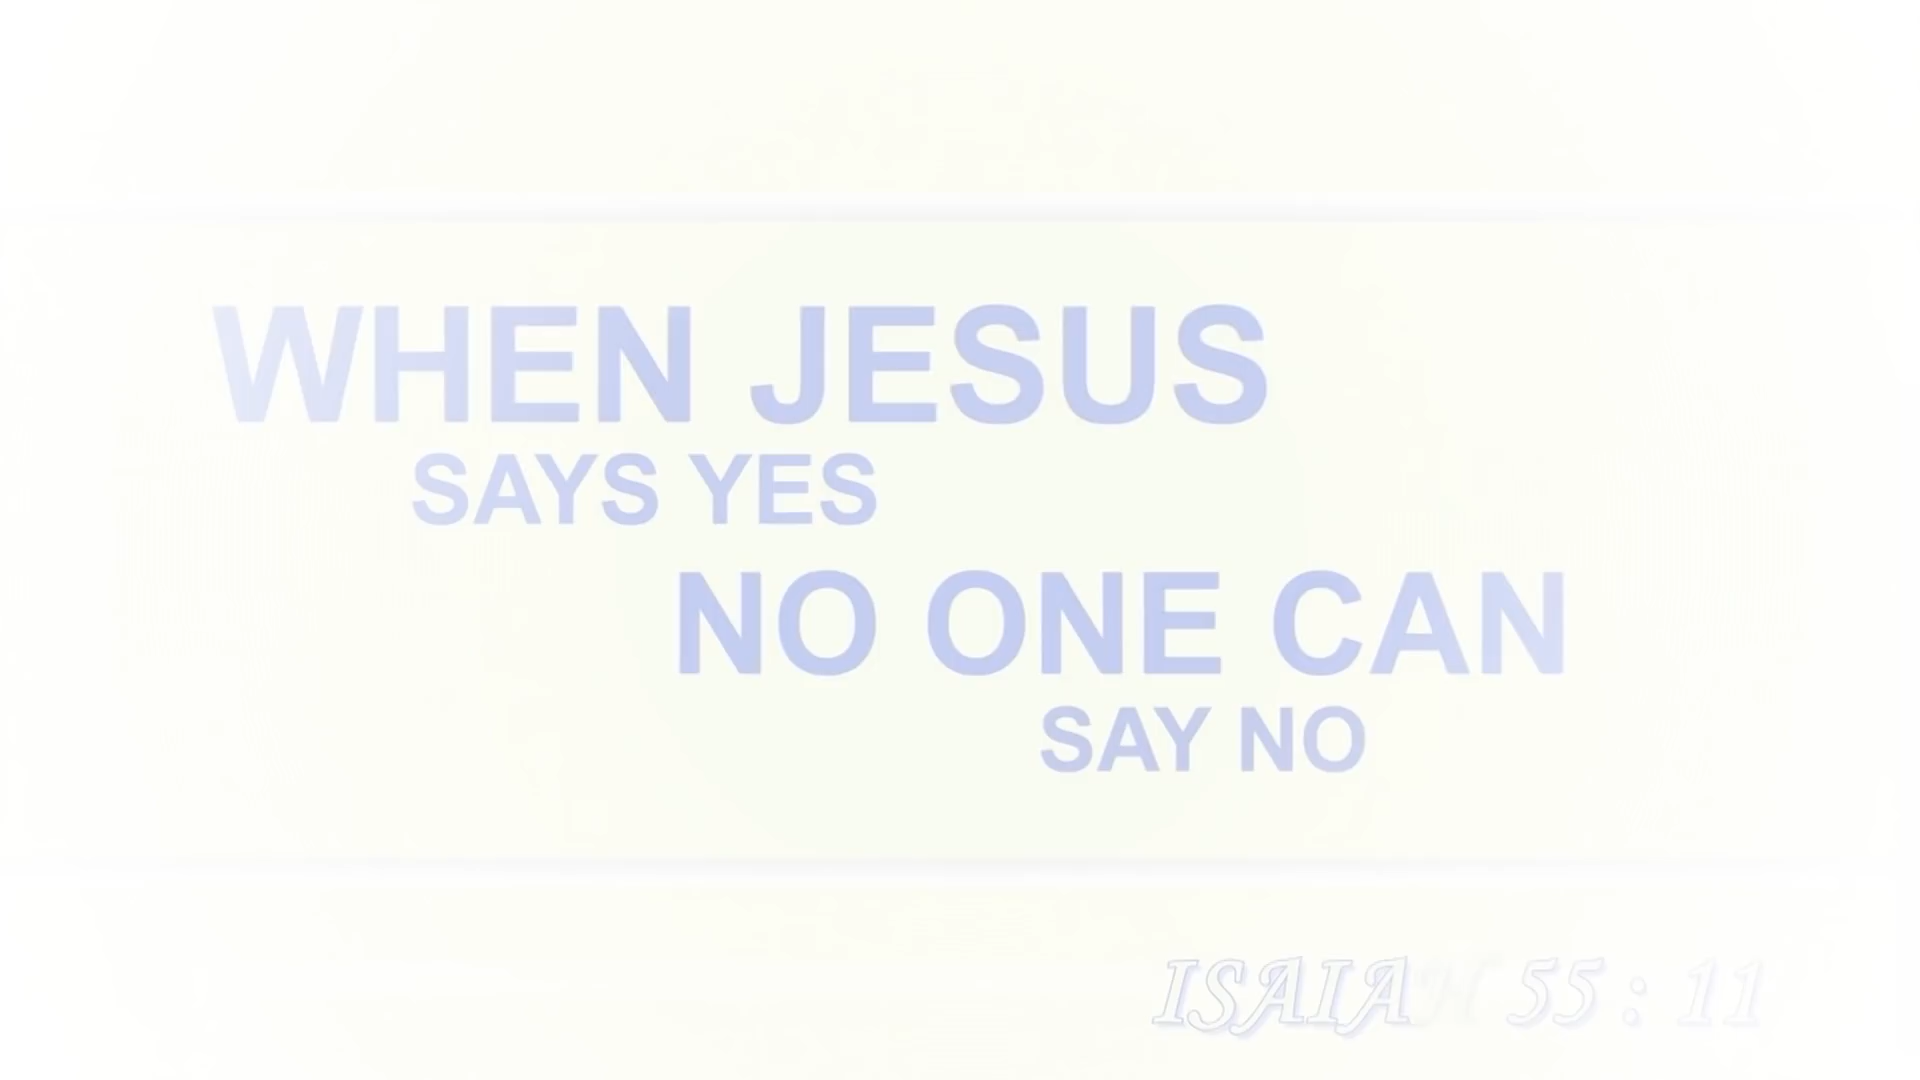 WHEN JESUS
SAYS YES
NO ONE CAN
SAY NO
ISAIAH 55 : 11